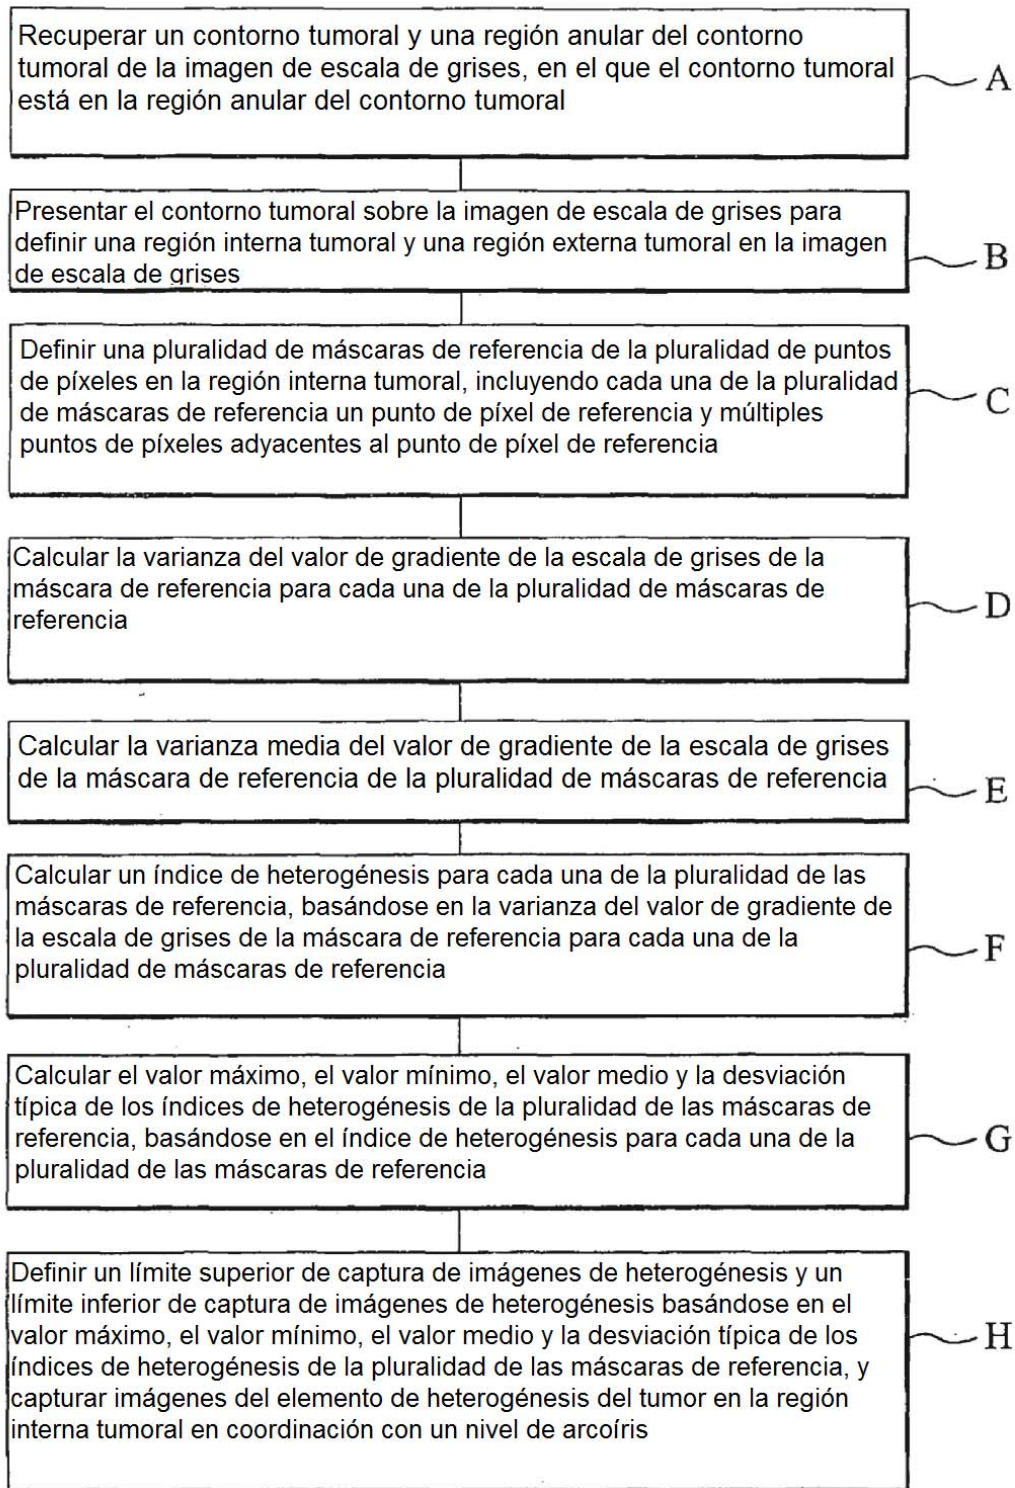 Recuperar un contorno tumoral y una región anular del contorno
tumoral de la imagen de escala de grises, en el que el contorno tumoral
está en la región anular del contorno tumoral
A
Presentar el contorno tumoral sobre la imagen de escala de grises para
definir una región interna tumoral y una región externa tumoral en la imagen
de escala de grises
B
Definir una pluralidad de máscaras de referencia de la pluralidad de puntos
de píxeles en la región interna tumoral, incluyendo cada una de la pluralidad
de máscaras de referencia un punto de píxel de referencia y múltiples
puntos de píxeles adyacentes al punto de píxel de referencia
C
Calcular la varianza del valor de gradiente de la escala de grises de la
máscara de referencia para cada una de la pluralidad de máscaras de
referencia
D
Calcular la varianza media del valor de gradiente de la escala de grises
de la máscara de referencia de la pluralidad de máscaras de referencia
E
Calcular un índice de heterogénesis para cada una de la pluralidad de las
máscaras de referencia, basándose en la varianza del valor de gradiente de
la escala de grises de la máscara de referencia para cada una de la
pluralidad de máscaras de referencia
F
Calcular el valor máximo, el valor mínimo, el valor medio y la desviación
típica de los índices de heterogénesis de la pluralidad de las máscaras de
referencia, basándose en el índice de heterogénesis para cada una de la
pluralidad de las máscaras de referencia
G
Definir un límite superior de captura de imágenes de heterogénesis y un
límite inferior de captura de imágenes de heterogénesis basándose en el
valor máximo, el valor mínimo, el valor medio y la desviación típica de los
índices de heterogénesis de la pluralidad de las máscaras de referencia, y
capturar imágenes del elemento de heterogénesis del tumor en la región
interna tumoral en coordinación con un nivel de arcoíris
H